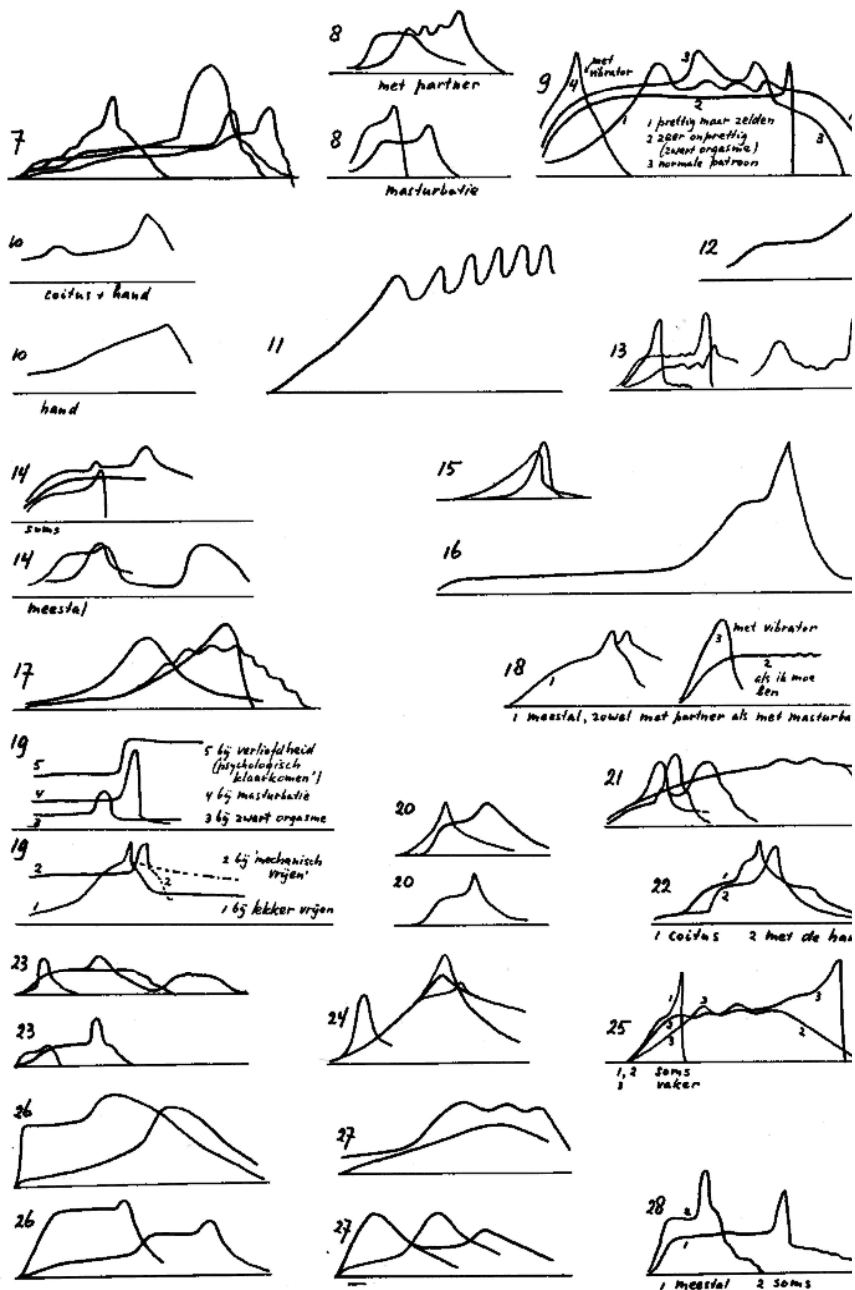 7
8
met partner
8
masturbatie
9
4
met
vibrator
3
1
2
1 prettig maar zelden
2 zeer onprettig
(zwart orgasme)
3 normale patroon
3
10
coitus + hand
10
hand
11
12
13
14
soms
14
meestal
15
16
17
18
1
3
met vibrator
2
als ik moe
ben
1 meestal, zowel met partner als met masturba
19
5
5 bij verliefdheid
(psychologisch
klaarkomen')
4
4 bij masturbatie
3
3 bij zwart orgasme
19
2
2 bij 'mechanisch
vrijen'
2
1
1 bij lekker vrijen
20
20
21
22
1
2
1 coitus 2 met de han
23
23
24
25
1
3
3
2
3
1,2 soms
3 vaker
26
26
27
27
28
2
1
1 meestal 2 soms